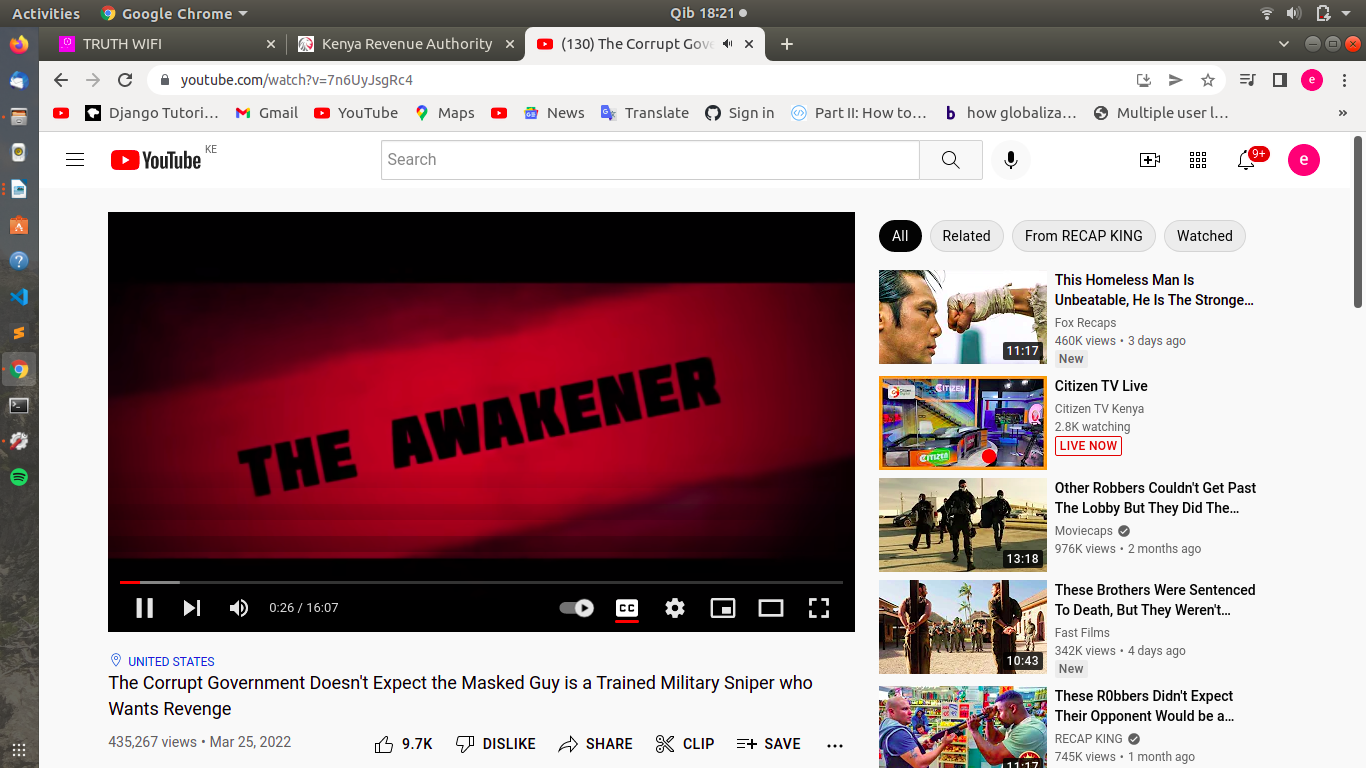 Activities
Google Chrome
Qib 18:21
TRUTH WIFI
Kenya Revenue Authority
(130) The Corrupt Gove
youtube.com/watch?v=7n6UyJsgRc4
e
Django Tutori…
Gmail
YouTube
Maps
News
Translate
Sign in
Part II: How to…
how globaliza…
Multiple user l…
»
YouTube KE
Search
9+
e
THE AWAKENER
0:26 / 16:07
CC
UNITED STATES
The Corrupt Government Doesn't Expect the Masked Guy is a Trained Military Sniper who
Wants Revenge
435,267 views • Mar 25, 2022
9.7K
DISLIKE
SHARE
CLIP
SAVE
All
Related
From RECAP KING
Watched
11:17
This Homeless Man Is
Unbeatable, He Is The Stronge…
Fox Recaps
460K views • 3 days ago
New
CITIZEN
CITIZEN
Citizen TV Live
Citizen TV Kenya
2.8K watching
LIVE NOW
13:18
Other Robbers Couldn't Get Past
The Lobby But They Did The…
Moviecaps
976K views • 2 months ago
10:43
These Brothers Were Sentenced
To Death, But They Weren't…
Fast Films
342K views • 4 days ago
New
11:17
These R0bbers Didn't Expect
Their Opponent Would be a…
RECAP KING
745K views • 1 month ago